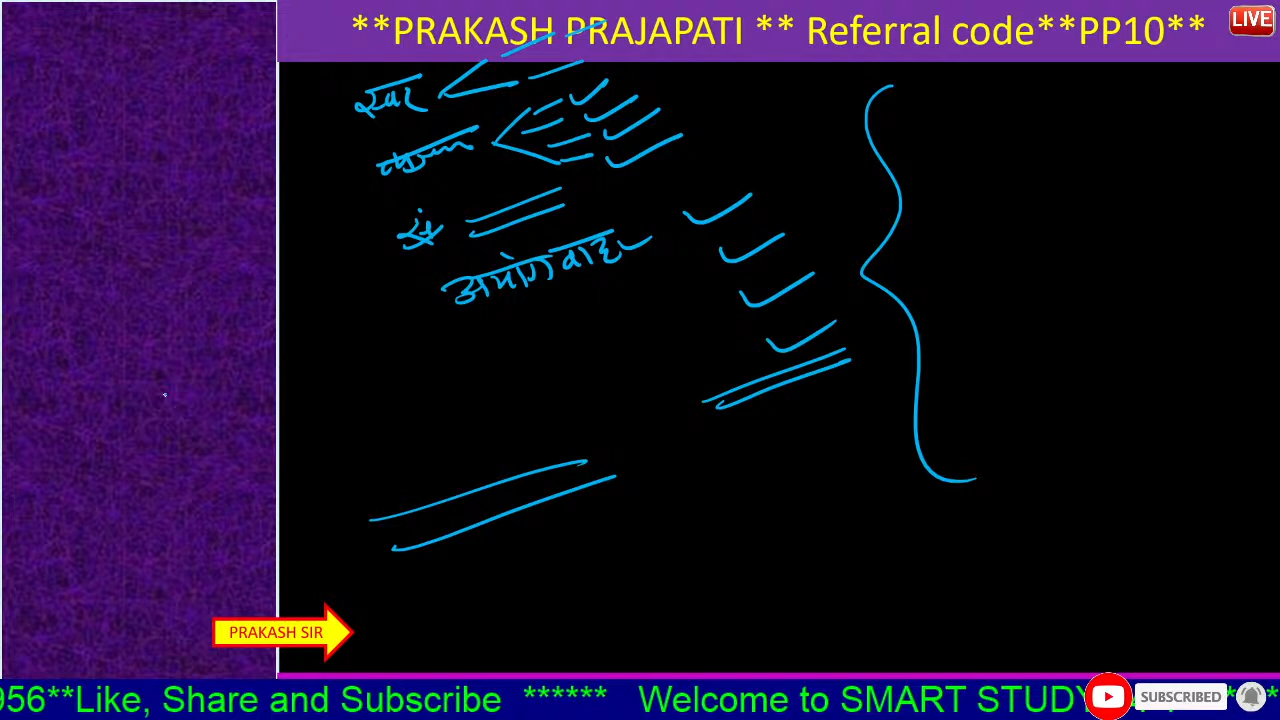 **PRAKASH PRAJAPATI ** Referral code**PP10**
LIVE
स्वर
व्यंजन
अयोगवाह
PRAKASH SIR
956**Like, Share and Subscribe ****** Welcome to SMART STUDY
SUBSCRIBED